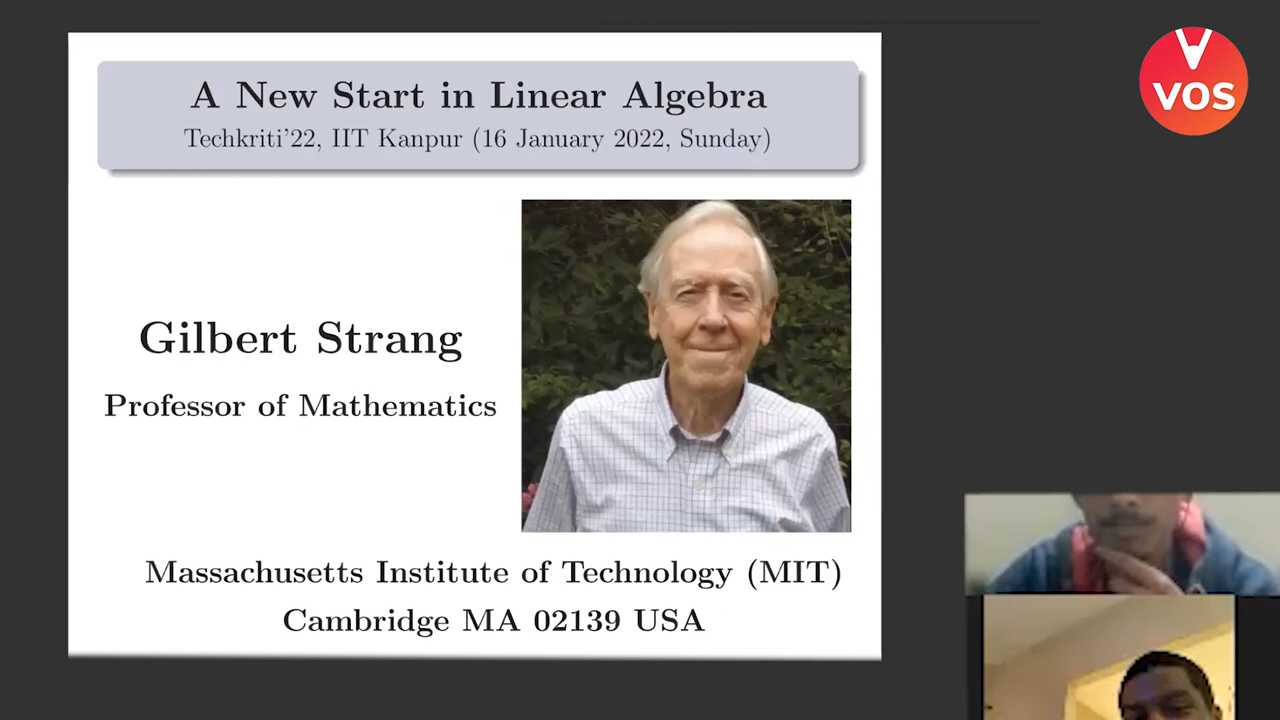 A New Start in Linear Algebra
Techkriti'22, IIT Kanpur (16 January 2022, Sunday)
VOS
Gilbert Strang
Professor of Mathematics
Massachusetts Institute of Technology (MIT)
Cambridge MA 02139 USA